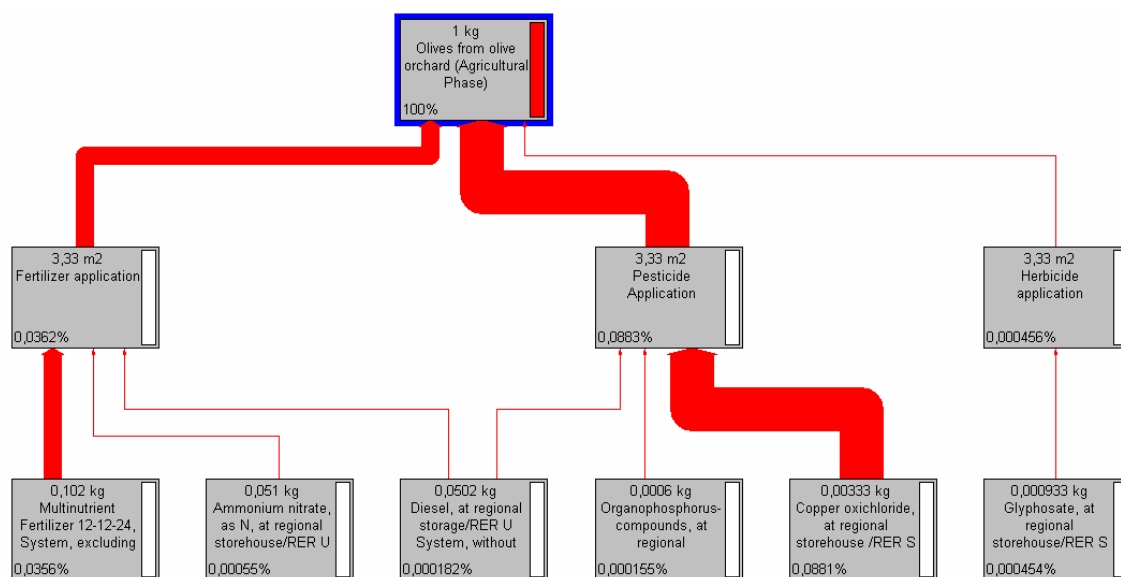 1 kg
Olives from olive
orchard (Agricultural
Phase)
100%
3,33 m2
Fertilizer application
0,0362%
3,33 m2
Pesticide
Application
0,0883%
3,33 m2
Herbicide
application
0,000456%
0,102 kg
Multinutrient
Fertilizer 12-12-24,
System, excluding
0,0356%
0,051 kg
Ammonium nitrate,
as N, at regional
storehouse/RER U
0,00055%
0,0502 kg
Diesel, at regional
storage/RER U
System, without
0,000182%
0,0006 kg
Organophosphorus-
compounds, at
regional
0,000155%
0,00333 kg
Copper oxichloride,
at regional
storehouse /RER S
0,0881%
0,000933 kg
Glyphosate, at
regional
storehouse/RER S
0,000454%